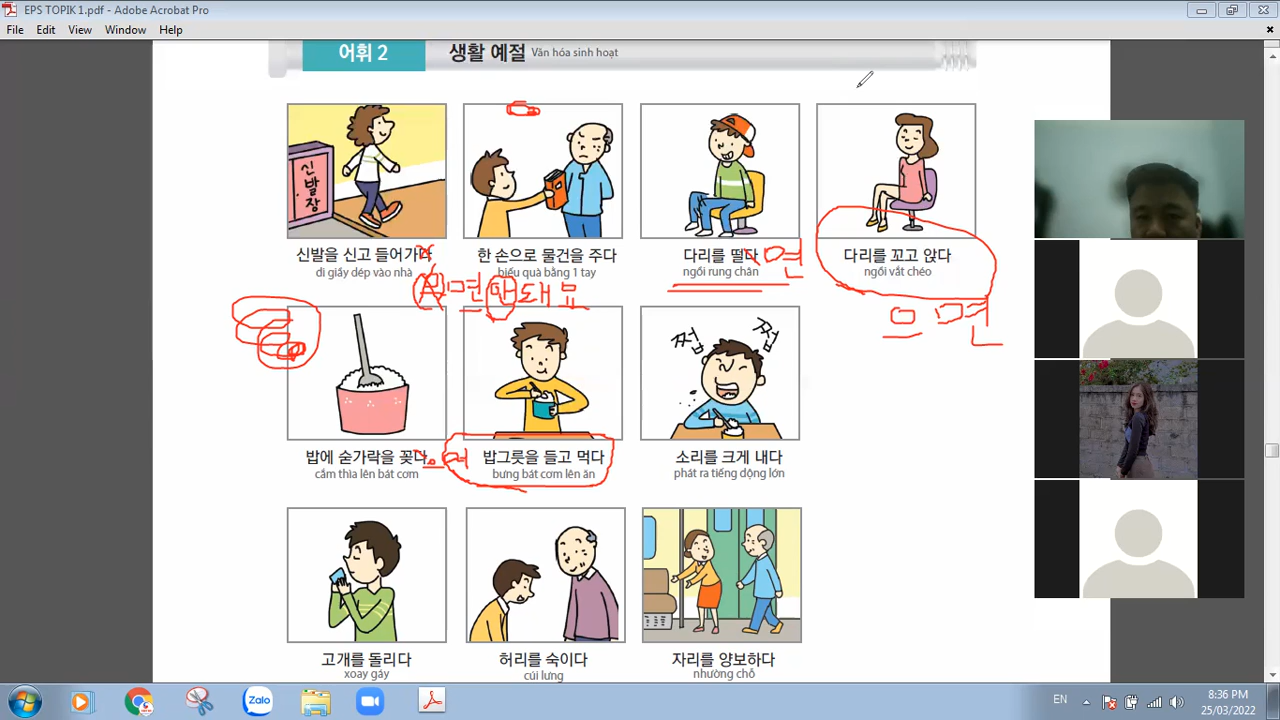 EPS TOPIK 1.pdf - Adobe Acrobat Pro
File Edit View Window Help
어휘 2 생활 예절 Văn hóa sinh hoạt
신발장
신발을 신고 들어가다
đi giầy dép vào nhà
한 손으로 물건을 주다
biếu quà bằng 1 tay
다리를 떨다
ngồi rung chân
면
다리를 꼬고 앉다
ngồi vắt chéo
면 안 돼요
으 면
쩝 쩝
밥에 숟가락을 꽂다
cắm thìa lên bát cơm
밥그릇을 들고 먹다
bưng bát cơm lên ăn
소리를 크게 내다
phát ra tiếng động lớn
고개를 돌리다
xoay gáy
허리를 숙이다
cúi lưng
자리를 양보하다
nhường chỗ
Zalo
EN
8:36 PM
25/03/2022